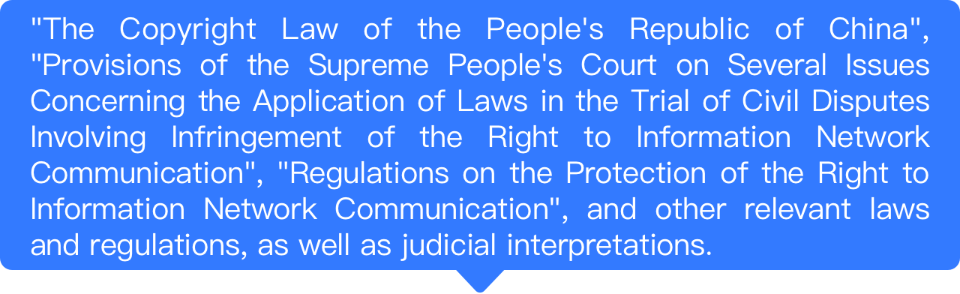 "The Copyright Law of the People's Republic of China",
"Provisions of the Supreme People's Court on Several Issues
Concerning the Application of Laws in the Trial of Civil Disputes
Involving Infringement of the Right to Information Network
Communication", "Regulations on the Protection of the Right to
Information Network Communication", and other relevant laws
and regulations, as well as judicial interpretations.